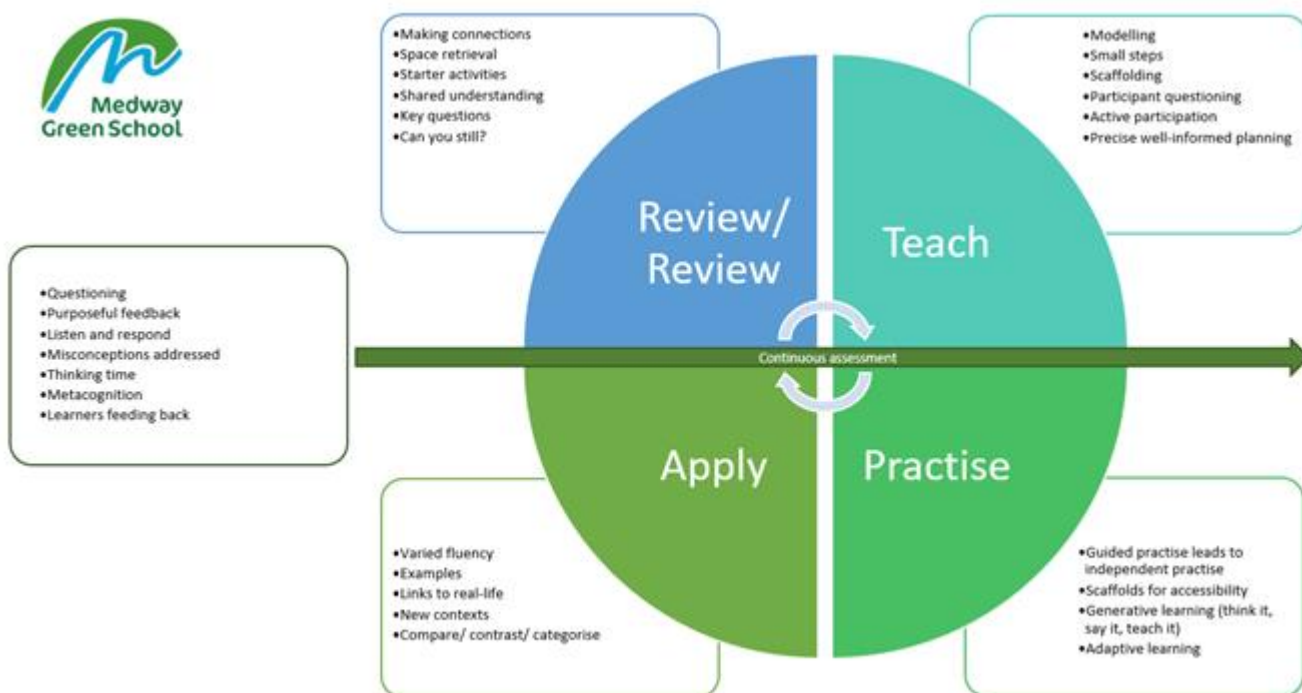 Medway
Green School
•Making connections
•Space retrieval
•Starter activities
•Shared understanding
•Key questions
•Can you still?
•Modelling
•Small steps
•Scaffolding
•Participant questioning
•Active participation
•Precise well-informed planning
Review/
Review
Teach
•Questioning
•Purposeful feedback
•Listen and respond
•Misconceptions addressed
•Thinking time
•Metacognition
•Learners feeding back
Continuous assessment
Apply
Practise
•Varied fluency
•Examples
•Links to real-life
•New contexts
•Compare/ contrast/ categorise
•Guided practise leads to
independent practise
•Scaffolds for accessibility
•Generative learning (think it,
say it, teach it)
•Adaptive learning